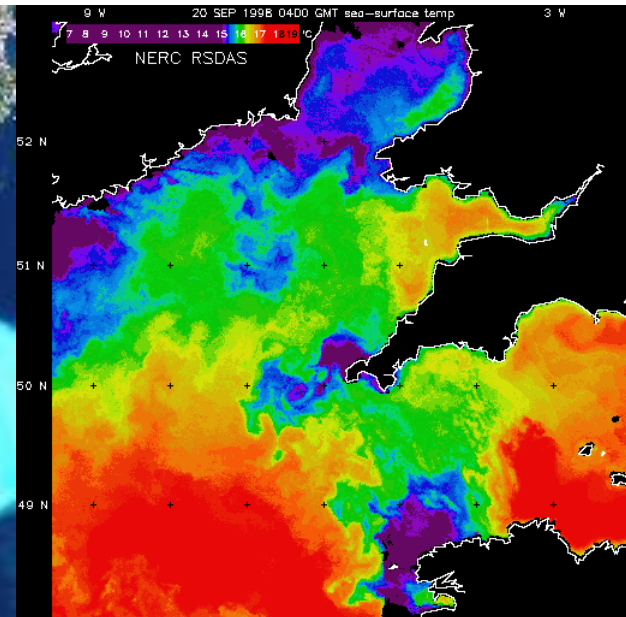 9 W 20 SEP 1998 0400 GMT sea-surface temp 3 W
7 8 9 10 11 12 13 14 15 16 17 18 19 °C
NERC RSDAS
52 N
51 N
50 N
49 N